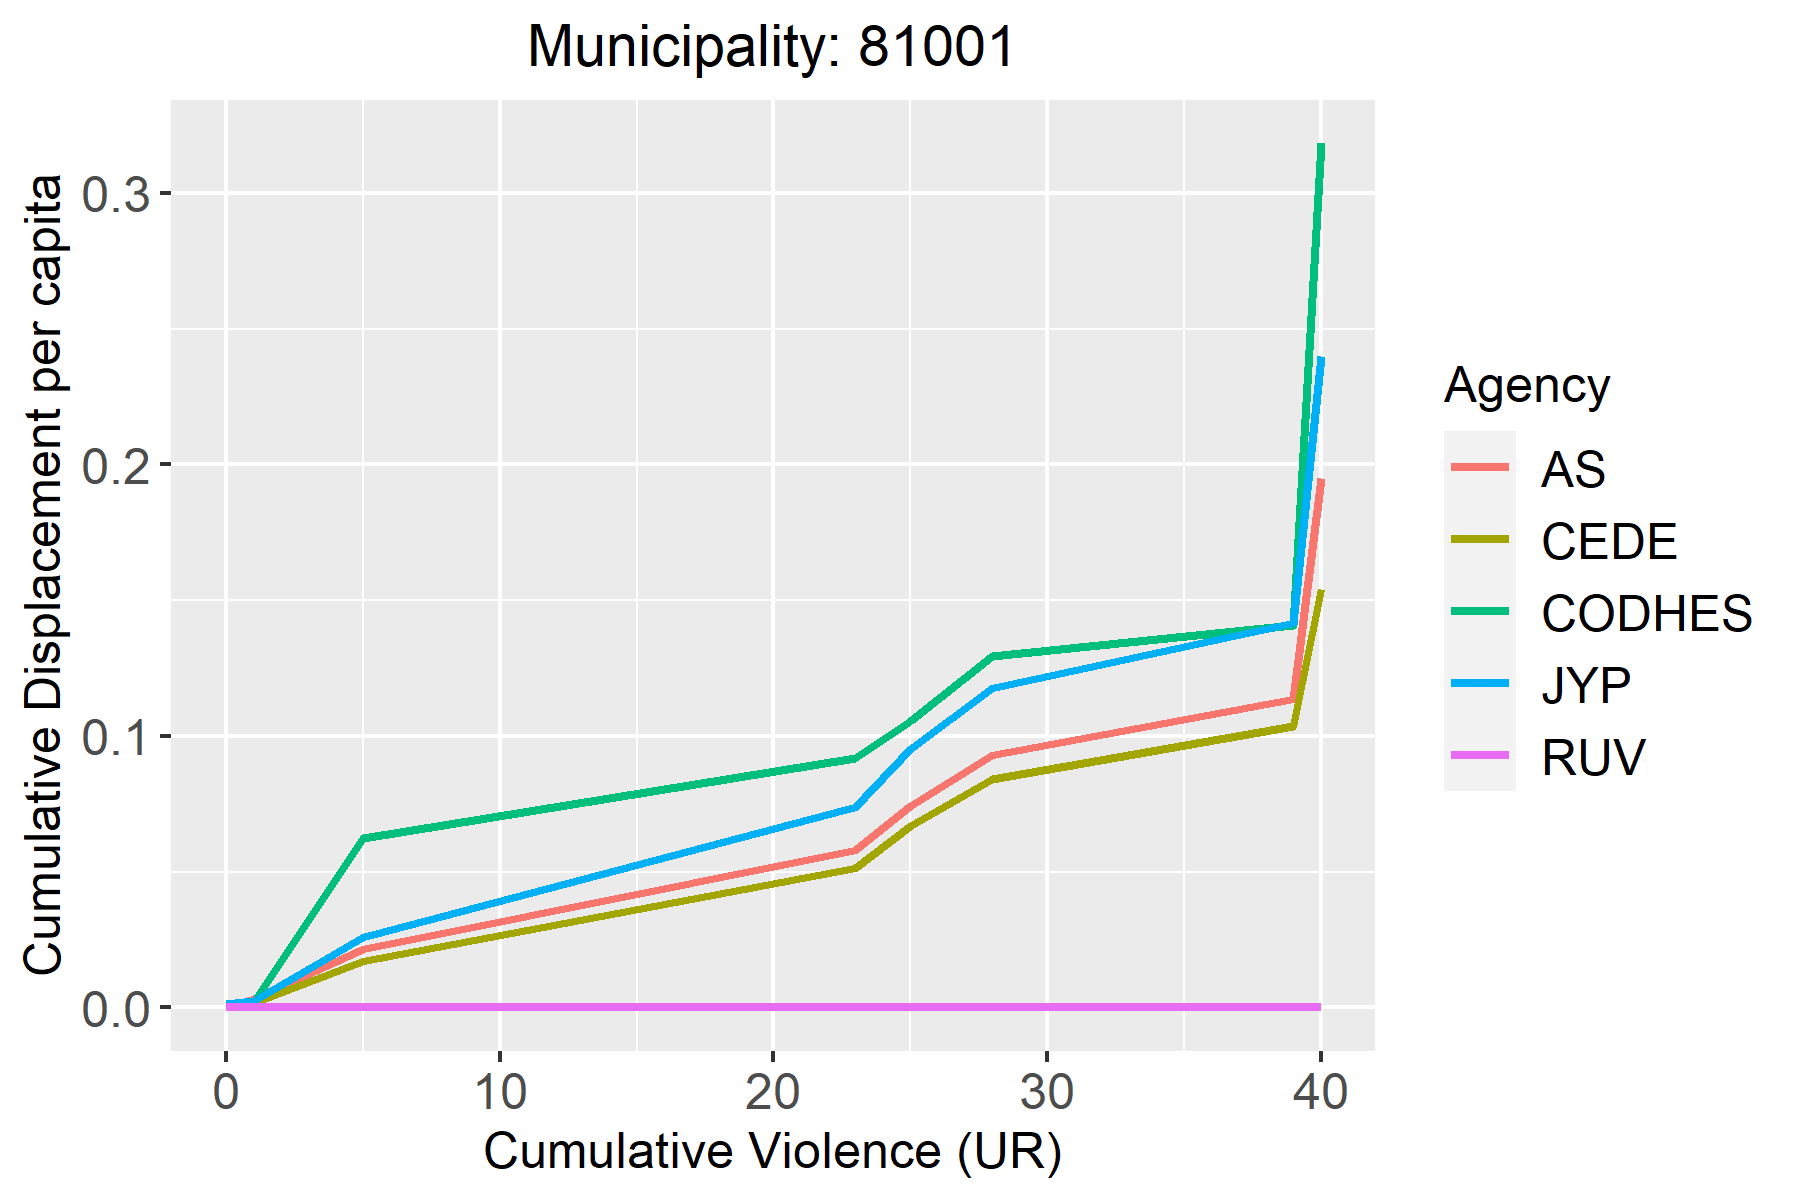 Municipality: 81001
Cumulative Displacement per capita
0.3
0.2
0.1
0.0
0 10 20 30 40
Cumulative Violence (UR)
Agency
AS
CEDE
CODHES
JYP
RUV